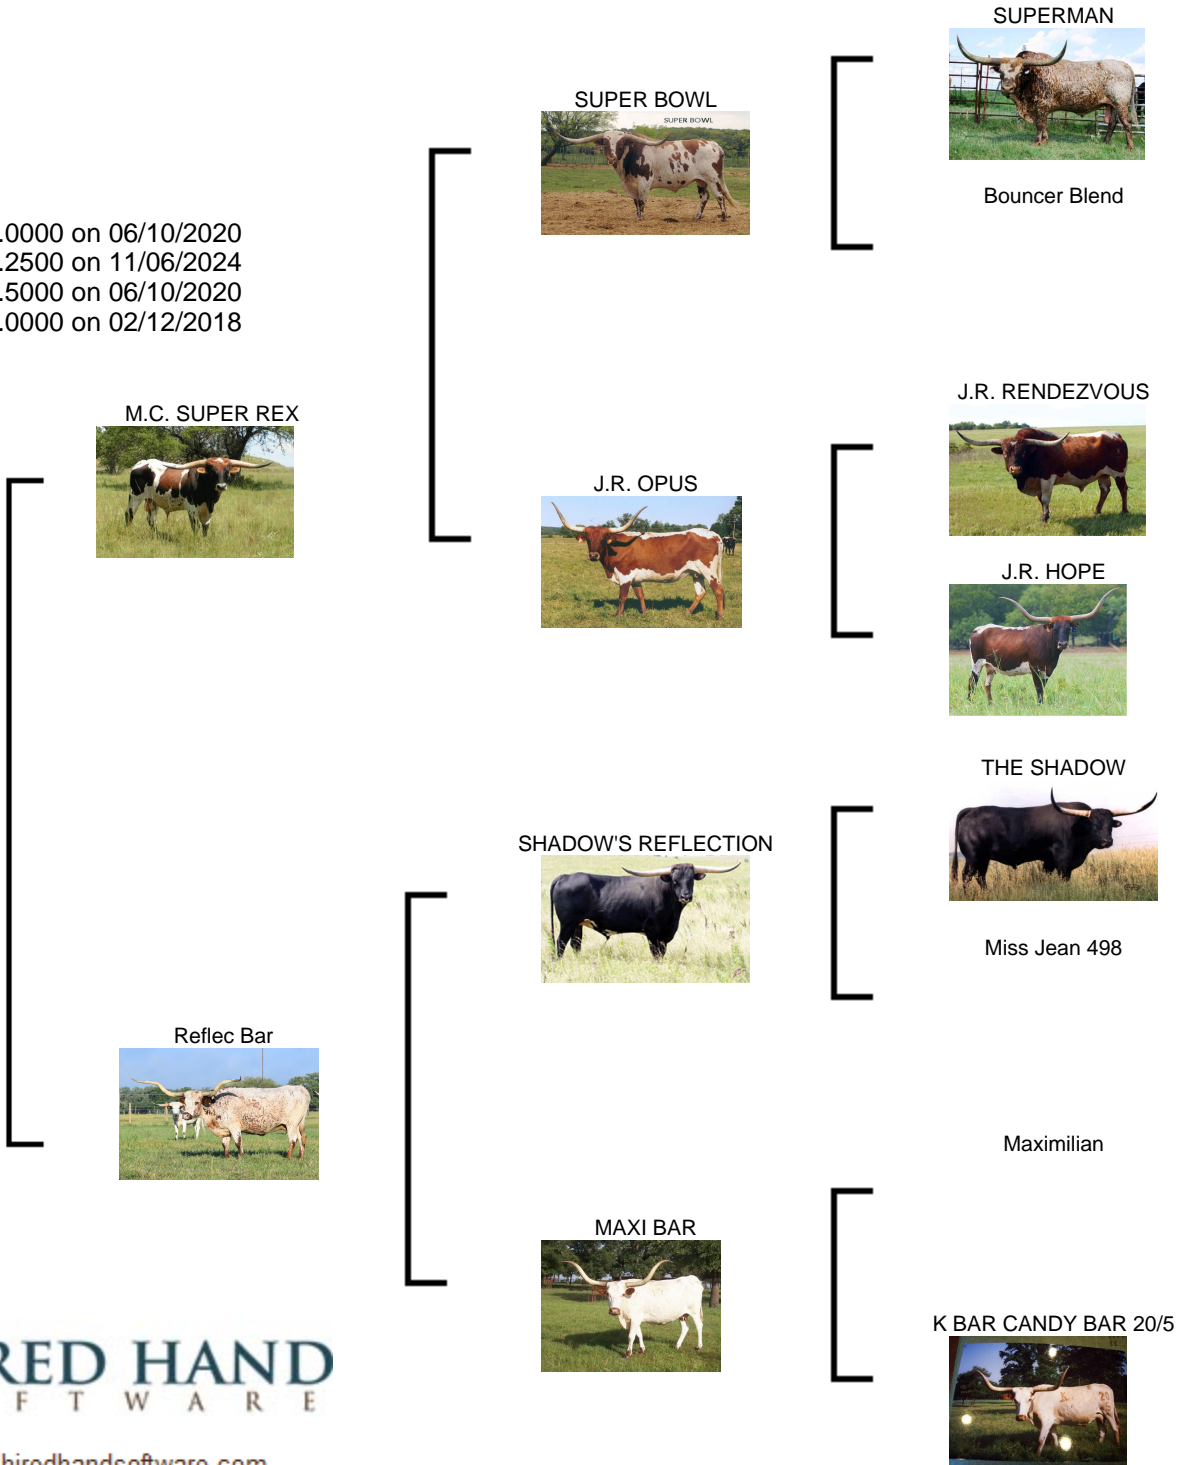 SUPERMAN
SUPER BOWL
SUPER BOWL
Bouncer Blend
.0000 on 06/10/2020
.2500 on 11/06/2024
.5000 on 06/10/2020
.0000 on 02/12/2018
J.R. RENDEZVOUS
M.C. SUPER REX
J.R. OPUS
J.R. HOPE
THE SHADOW
SHADOW'S REFLECTION
Miss Jean 498
Reflec Bar
Maximilian
MAXI BAR
K BAR CANDY BAR 20/5
RED HAND
F T W A R E
hiredhandsoftware.com